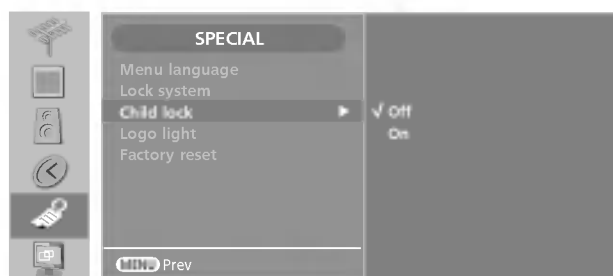 SPECIAL
Menu language
Lock system
Child lock ▶ √ Off
On
Logo light
Factory reset
MENU Prev